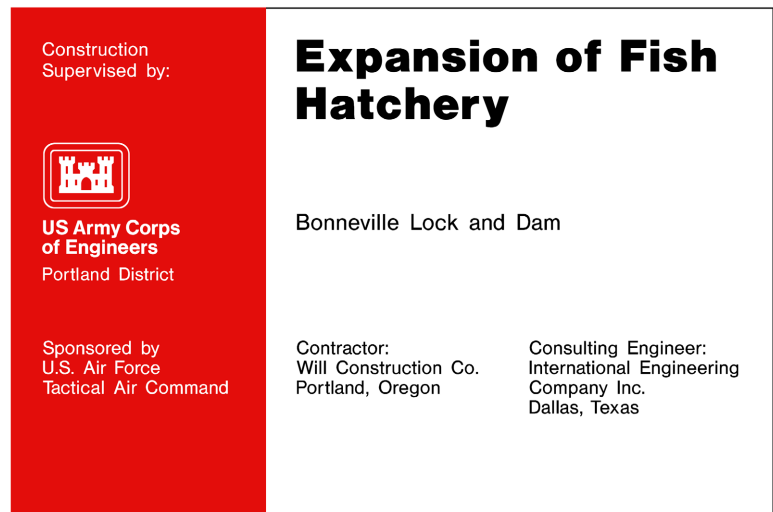 Construction
Supervised by:
US Army Corps
of Engineers
Portland District
Sponsored by
U.S. Air Force
Tactical Air Command
Expansion of Fish
Hatchery
Bonneville Lock and Dam
Contractor:
Will Construction Co.
Portland, Oregon
Consulting Engineer:
International Engineering
Company Inc.
Dallas, Texas